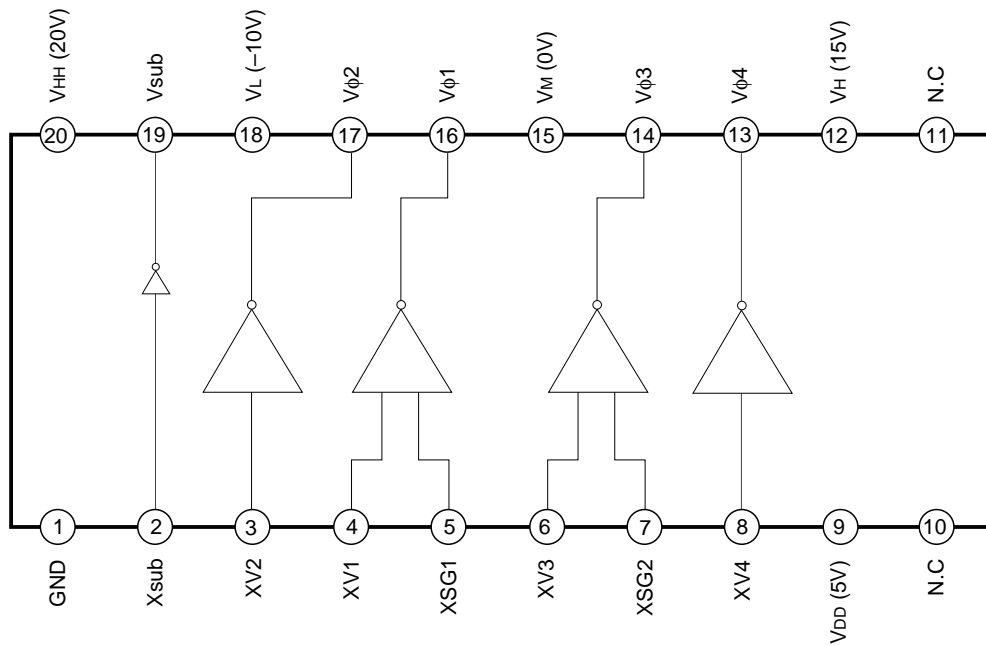 VHH (20V)
Vsub
VL (–10V)
Vϕ2
Vϕ1
VM (0V)
Vϕ3
Vϕ4
VH (15V)
N.C
20
19
18
17
16
15
14
13
12
11
1
2
3
4
5
6
7
8
9
10
GND
Xsub
XV2
XV1
XSG1
XV3
XSG2
XV4
VDD (5V)
N.C